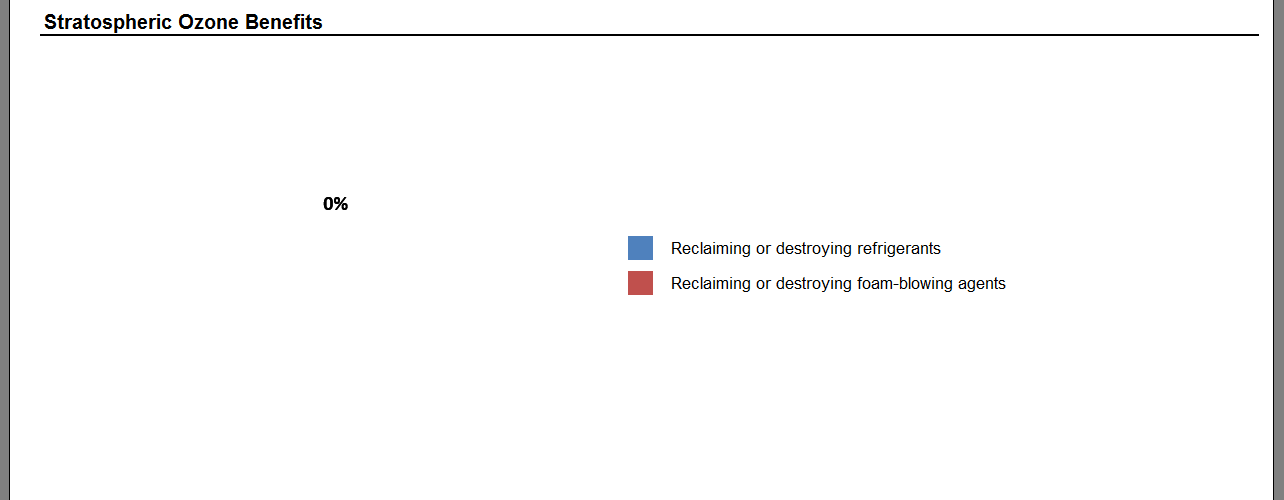 Stratospheric Ozone Benefits
0%
Reclaiming or destroying refrigerants
Reclaiming or destroying foam-blowing agents